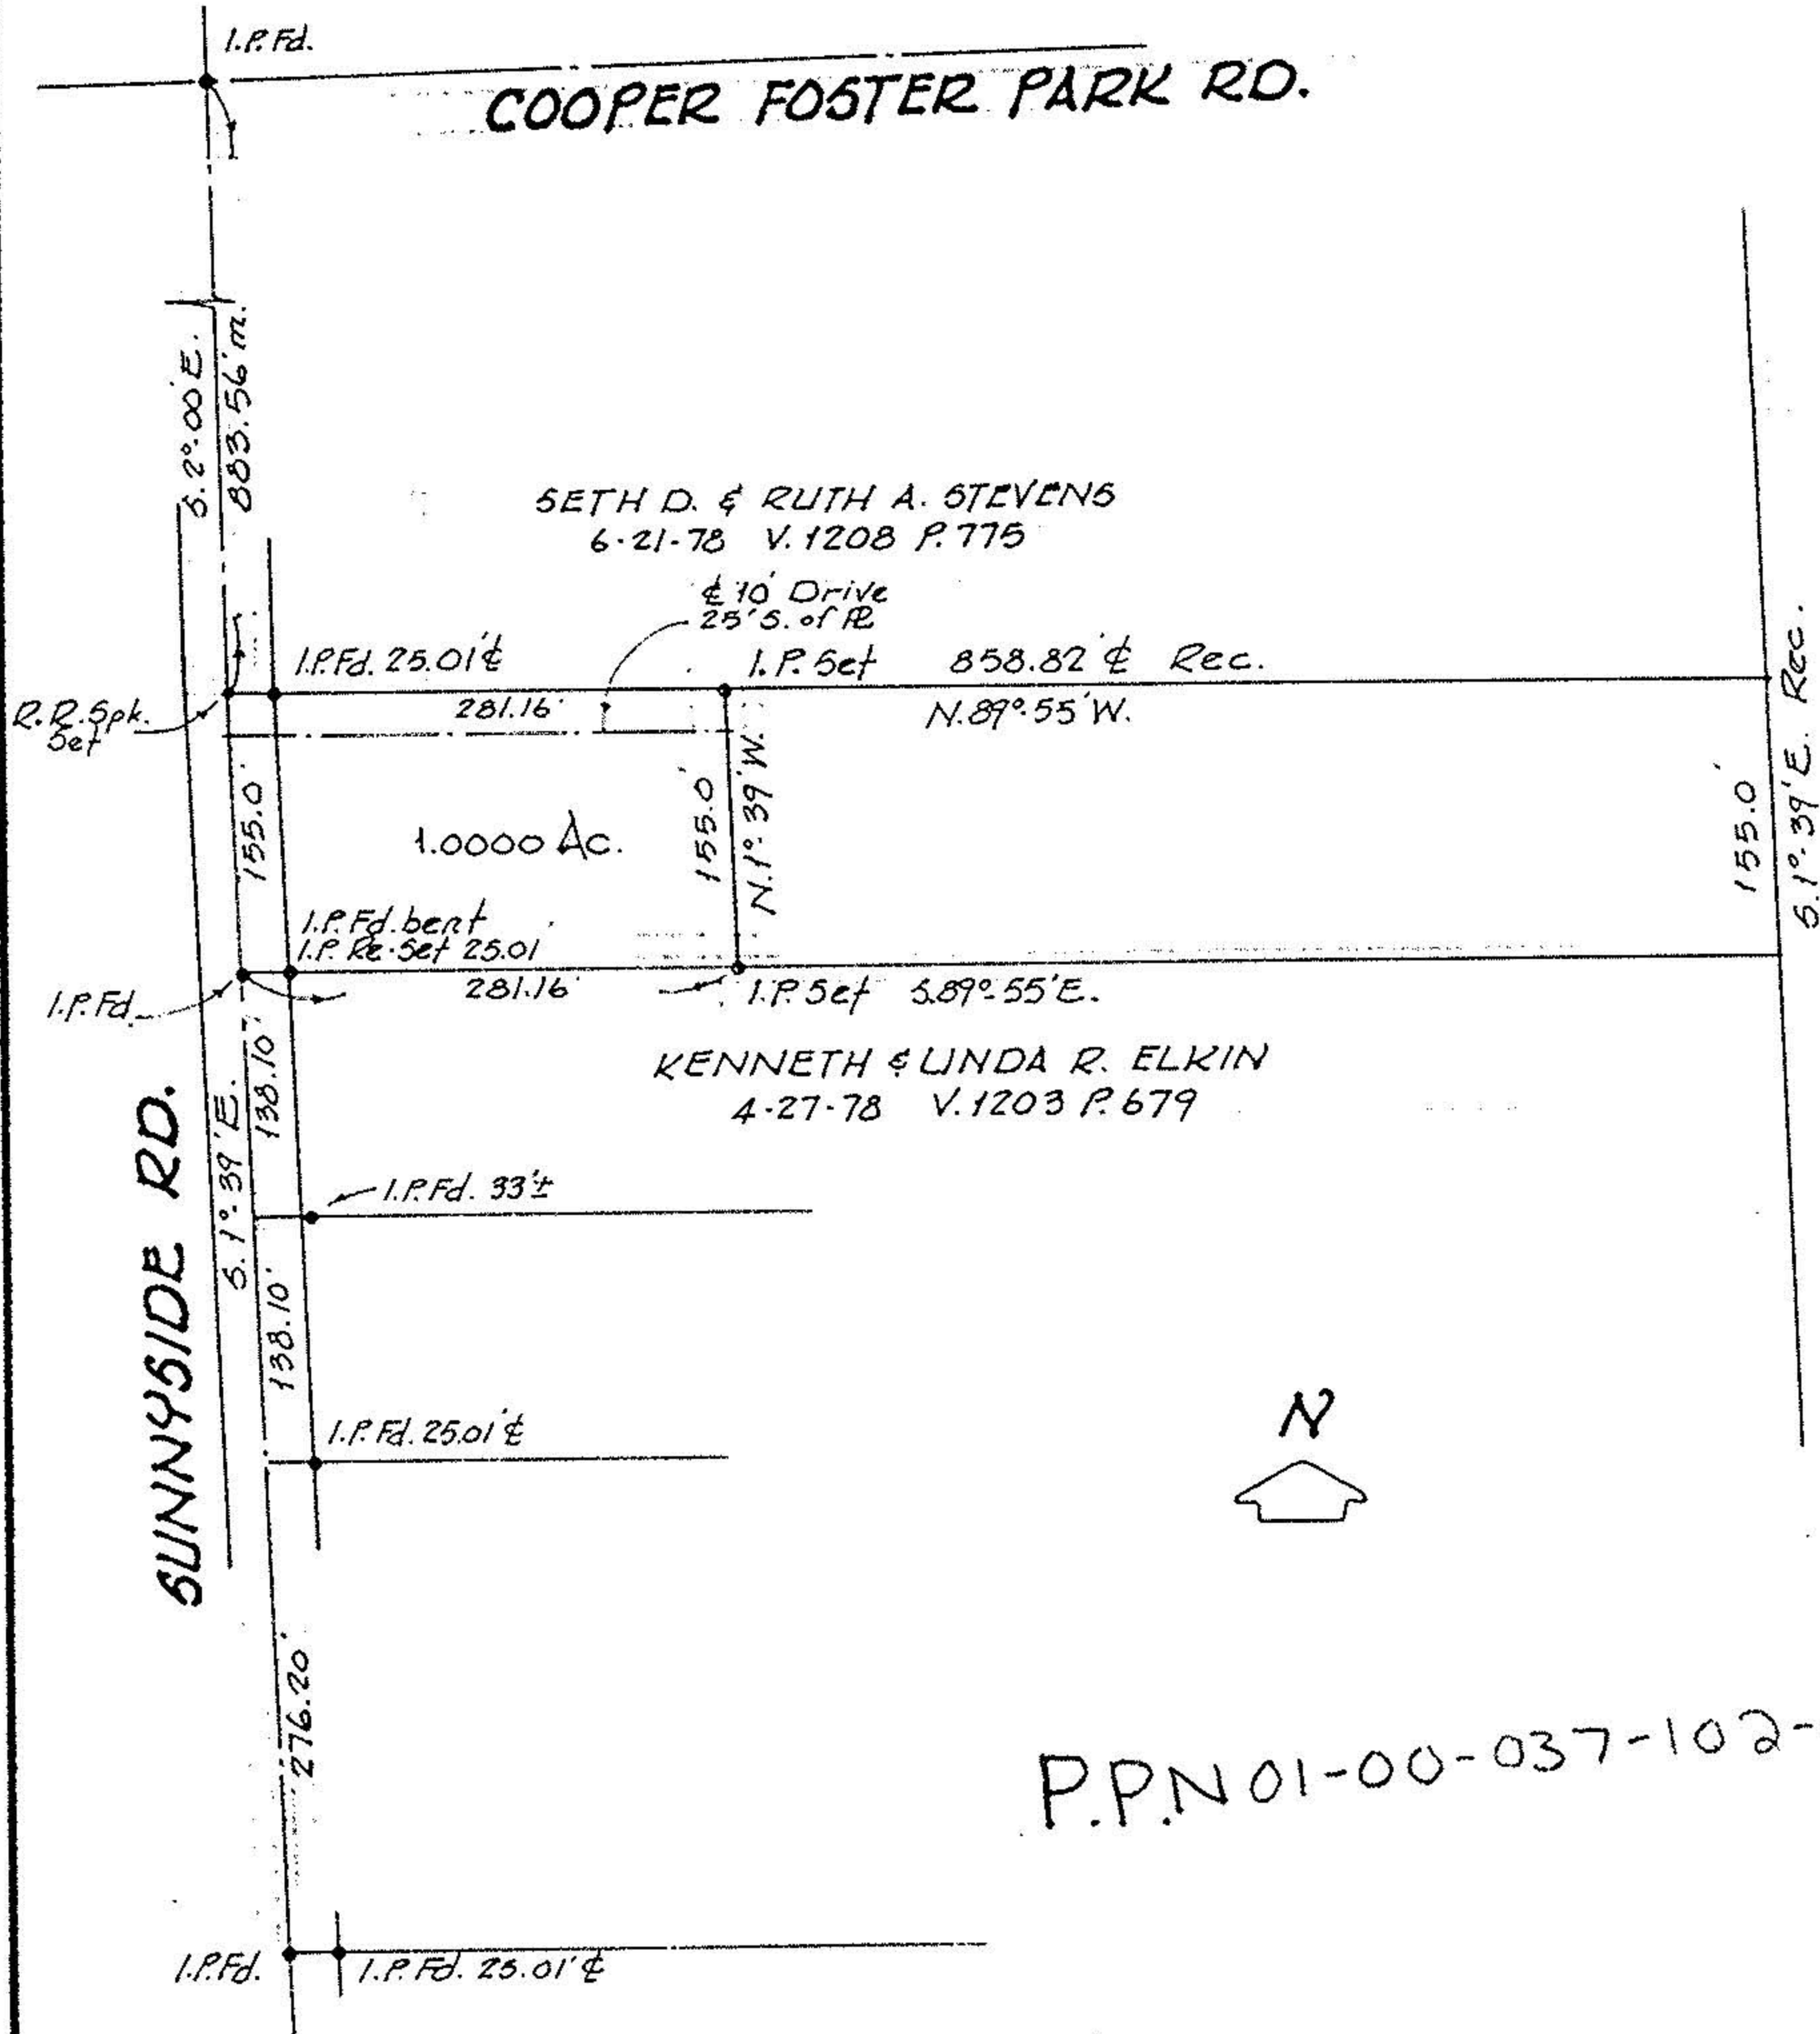 I.P. Fd.
COOPER FOSTER PARK RD.
S. 2°-00' E.
883.56' m.
SETH D. & RUTH A. STEVENS
6-21-78 V. 1208 P. 775
℄ 10' Drive
25' S. of ⅊
I.P. Fd. 25.01' ℄
I.P. Set
858.82' ℄ Rec.
R.R. Spk.
Set
281.16'
N. 89°-55' W.
155.0'
1.0000 Ac.
155.0'
N. 1°-39' W.
155.0'
S. 1°-39' E. Rec.
I.P. Fd. bent
I.P. Re-Set 25.01
I.P. Fd.
281.16'
I.P. Set S. 89°-55' E.
KENNETH & LINDA R. ELKIN
4-27-78 V. 1203 P. 679
SUNNYSIDE RD.
S. 1°-39' E.
138.10'
I.P. Fd. 33'±
138.10'
I.P. Fd. 25.01' ℄
N
276.20'
P.P.N 01-00-037-102-
I.P. Fd.
I.P. Fd. 25.01' ℄